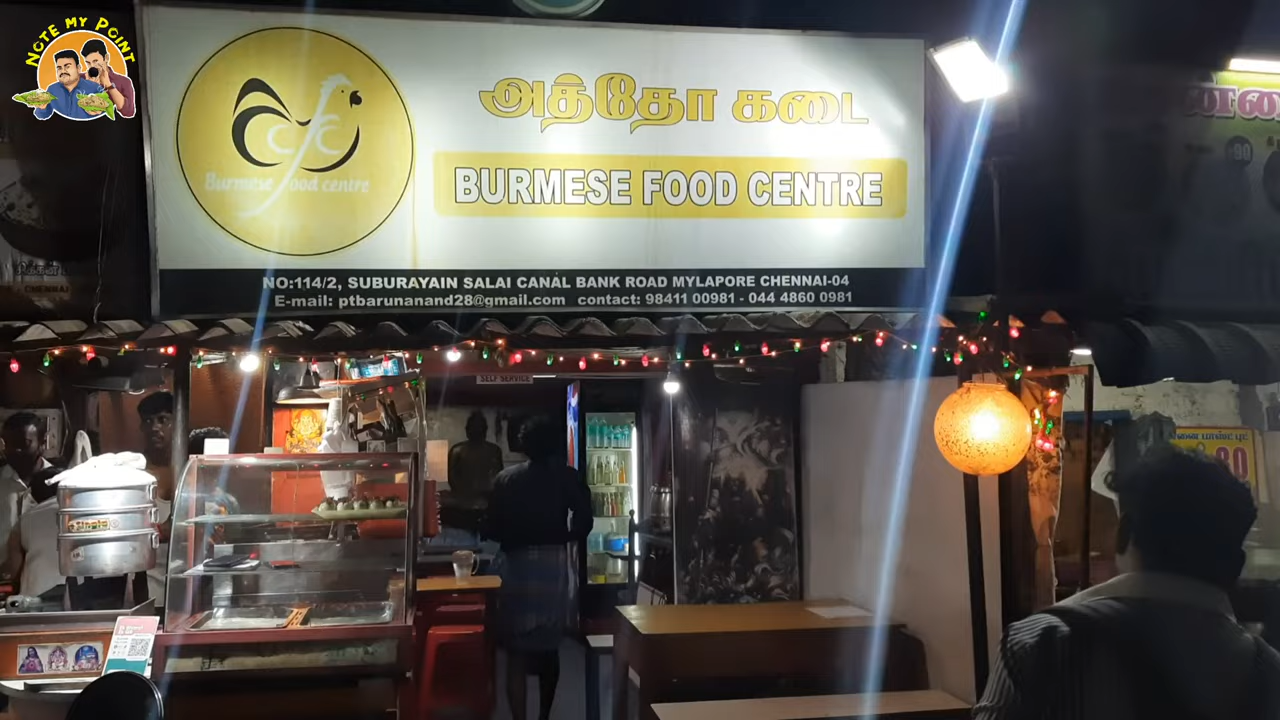 NOTE MY POINT
அத்தோ கடை
cfc
Burmese food centre
BURMESE FOOD CENTRE
NO:114/2, SUBURAYAIN SALAI CANAL BANK ROAD MYLAPORE CHENNAI-04
E-mail: ptbarunanand28@gmail.com contact: 98411 00981 - 044 4860 0981
SELF SERVICE